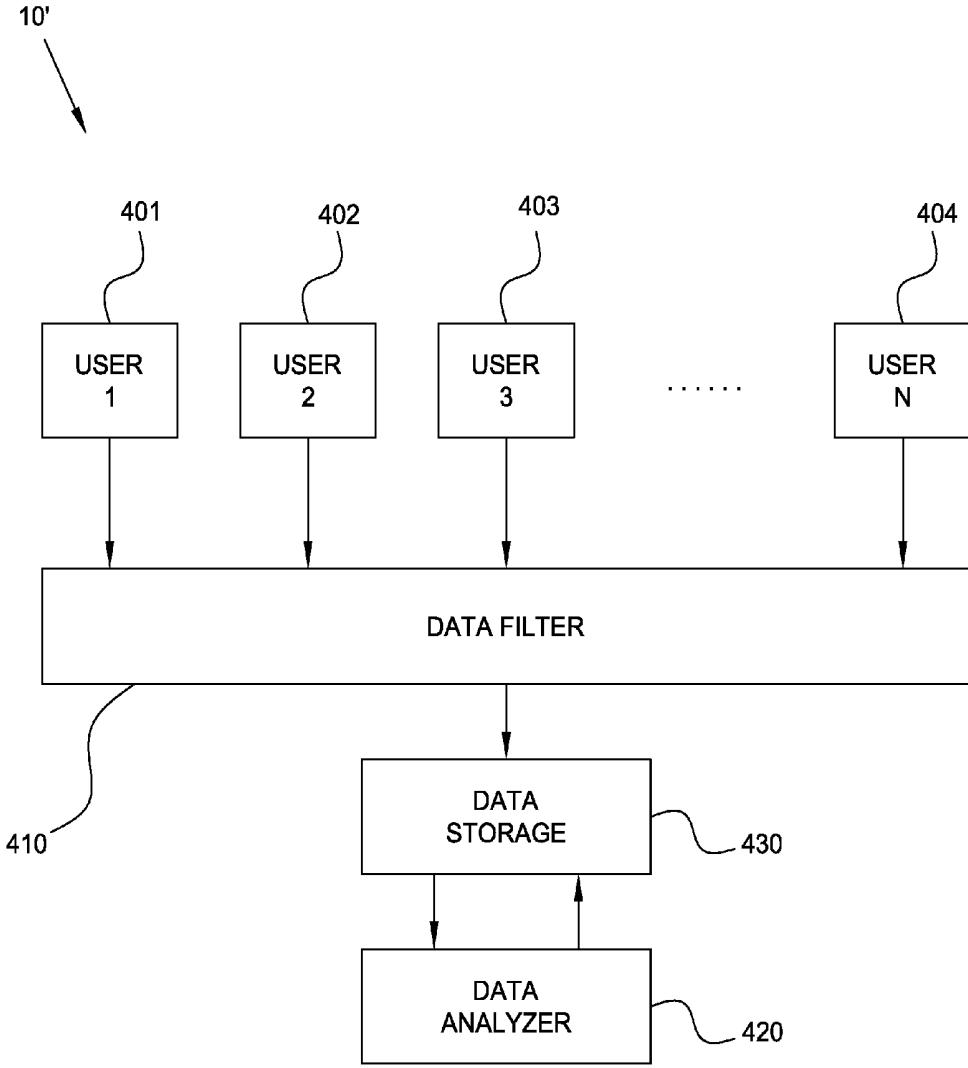 10'
401
402
403
404
USER
1
USER
2
USER
3
......
USER
N
DATA FILTER
410
DATA
STORAGE
430
DATA
ANALYZER
420